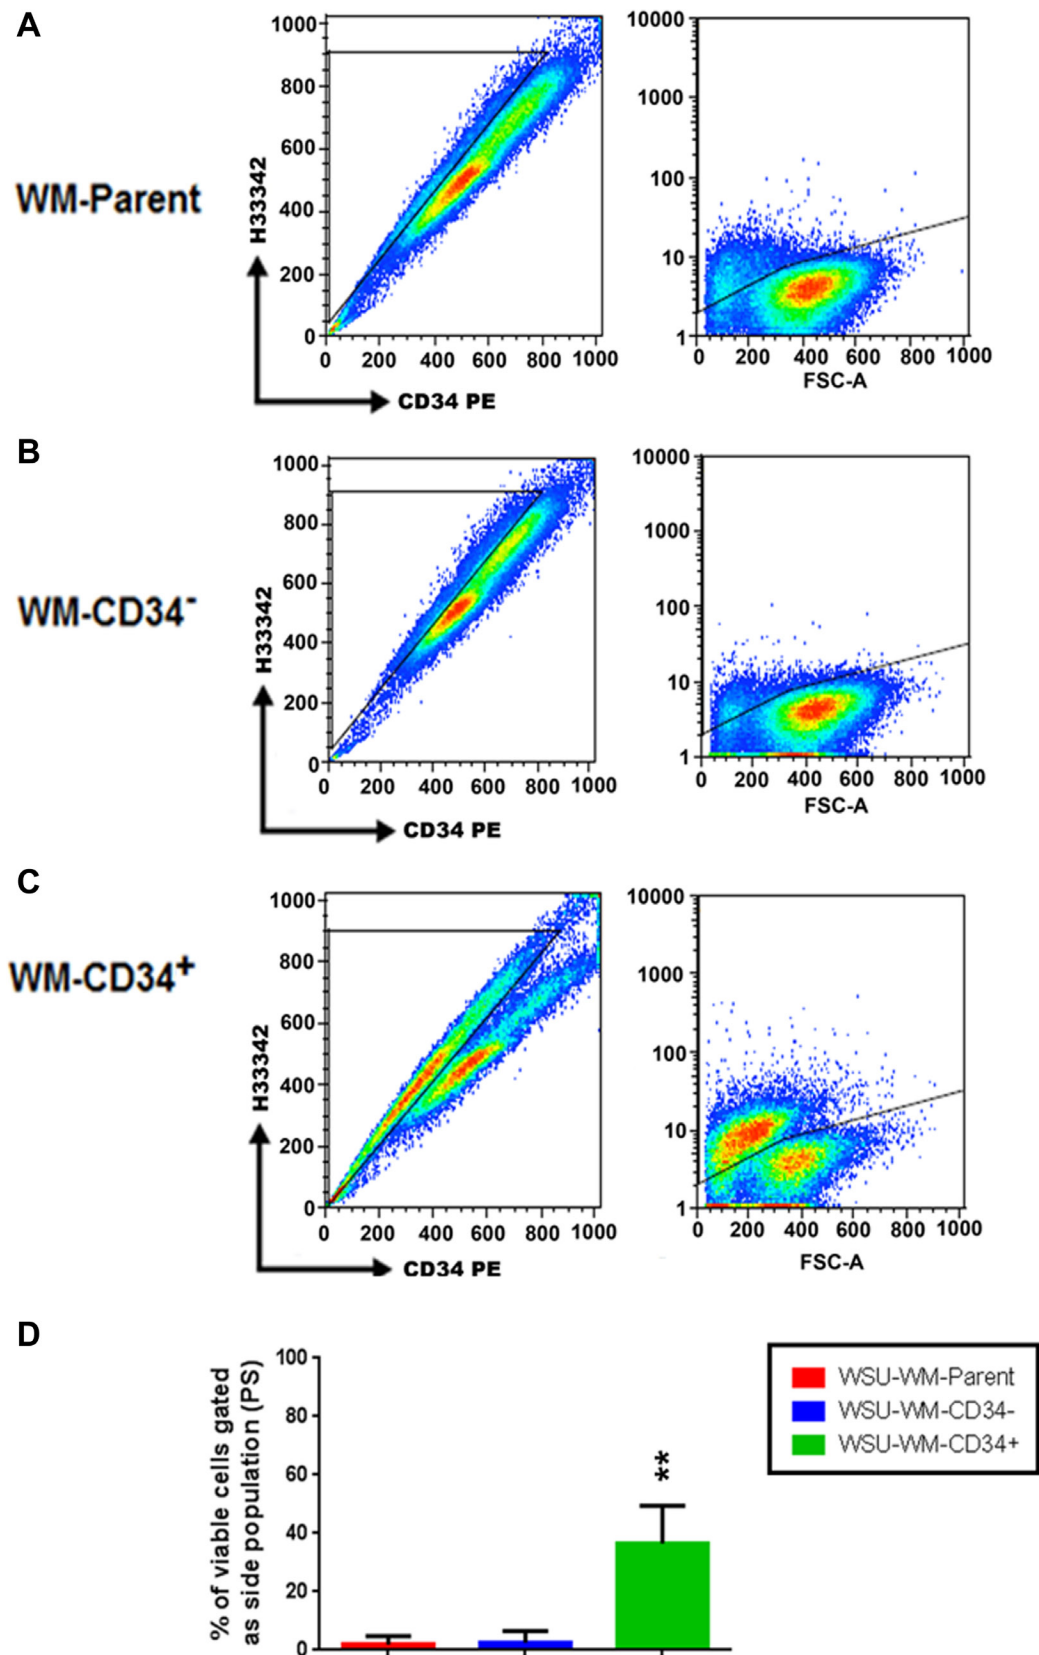 A
WM-Parent
H33342
1000
800
600
400
200
0
0 200 400 600 800 1000
CD34 PE
10000
1000
100
10
1
0 200 400 600 800 1000
FSC-A
B
WM-CD34-
H33342
1000
800
600
400
200
0
0 200 400 600 800 1000
CD34 PE
10000
1000
100
10
1
0 200 400 600 800 1000
FSC-A
C
WM-CD34+
H33342
1000
800
600
400
200
0
0 200 400 600 800 1000
CD34 PE
10000
1000
100
10
1
0 200 400 600 800 1000
FSC-A
D
% of viable cells gated
as side population (PS)
100
80
60
40
20
0
**
WSU-WM-Parent
WSU-WM-CD34-
WSU-WM-CD34+